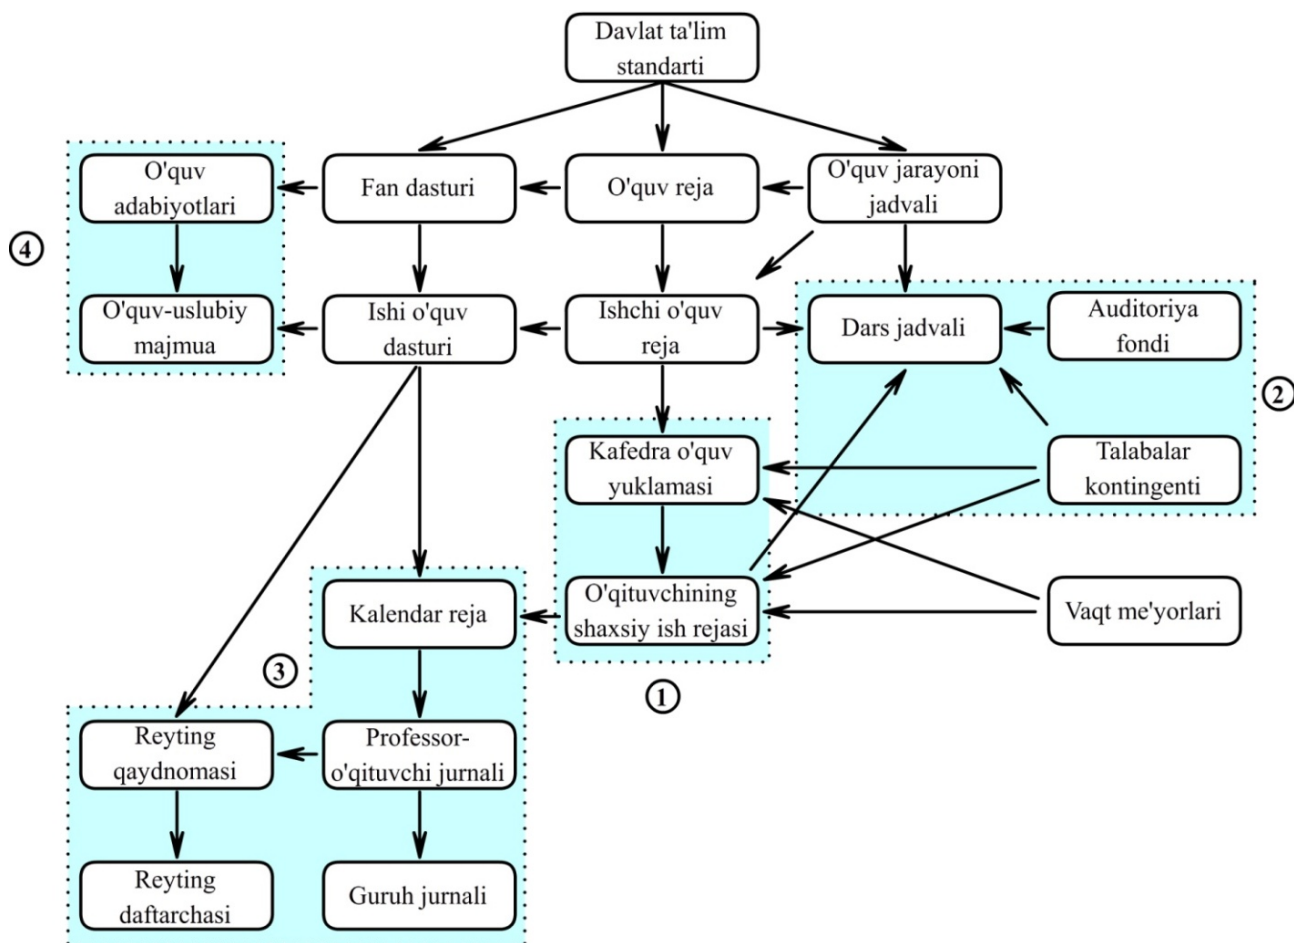 Davlat ta'lim
standarti
O'quv
adabiyotlari
Fan dasturi
O'quv reja
O'quv jarayoni
jadvali
4
O'quv-uslubiy
majmua
Ishi o'quv
dasturi
Ishchi o'quv
reja
Dars jadvali
Auditoriya
fondi
2
Kafedra o'quv
yuklamasi
Talabalar
kontingenti
Kalendar reja
O'qituvchining
shaxsiy ish rejasi
Vaqt me'yorlari
3
1
Reyting
qaydnomasi
Professor-
o'qituvchi jurnali
Reyting
daftarchasi
Guruh jurnali